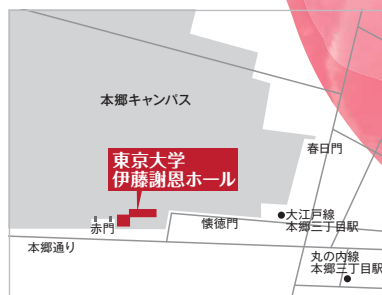 本郷キャンパス
春日門
東京大学
伊藤謝恩ホール
大江戸線
本郷三丁目駅
赤門
懐徳門
本郷通り
丸の内線
本郷三丁目駅